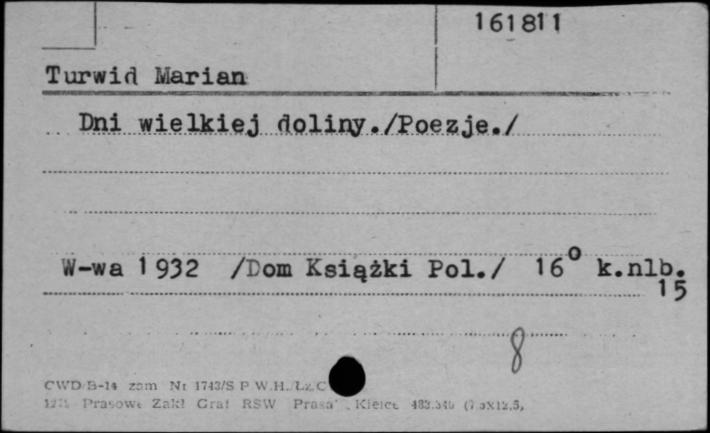 161811
Turwid Marian
Dni wielkiej doliny./Poezje./
W-wa 1932 /Dom Książki Pol./ 16° k.nlb.
15
8
CWD B-14 zam Nr 1743/S P W.H.
Prasowe Zakł Graf RSW "Prasa", Kielce